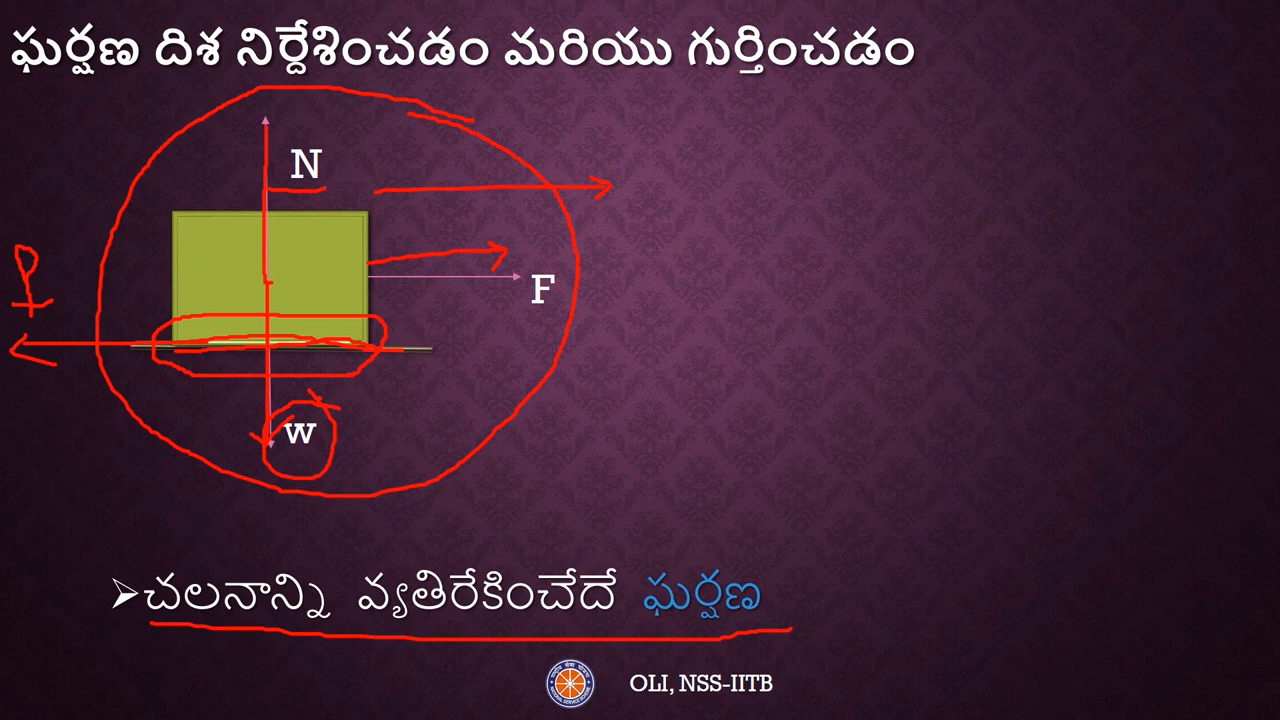 ఘర్షణ దిశ నిర్దేశించడం మరియు గుర్తించడం
N
F
f
W
➢చలనాన్ని వ్యతిరేకించేదే ఘర్షణ
OLI, NSS-IITB